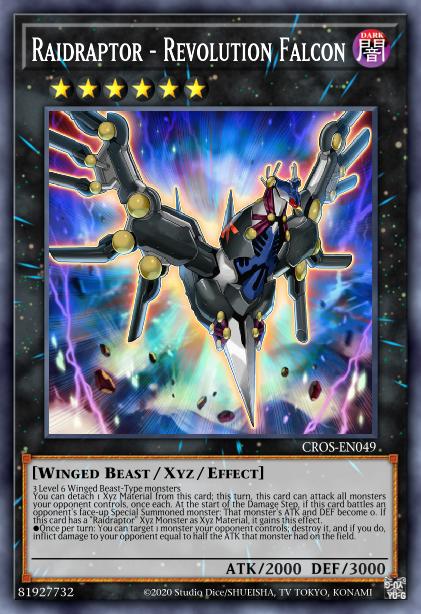 Raidraptor - Revolution Falcon
DARK
闇
CROS-EN049
[Winged Beast/Xyz/Effect]
3 Level 6 Winged Beast-Type monsters
You can detach 1 Xyz Material from this card; this turn, this card can attack all monsters
your opponent controls, once each. At the start of the Damage Step, if this card battles an
opponent's face-up Special Summoned monster: That monster's ATK and DEF become 0. If
this card has a "Raidraptor" Xyz Monster as Xyz Material, it gains this effect.
●Once per turn: You can target 1 monster your opponent controls; destroy it, and if you do,
inflict damage to your opponent equal to half the ATK that monster had on the field.
ATK/2000 DEF/3000
81927732
©2020 Studio Dice/SHUEISHA, TV TOKYO, KONAMI